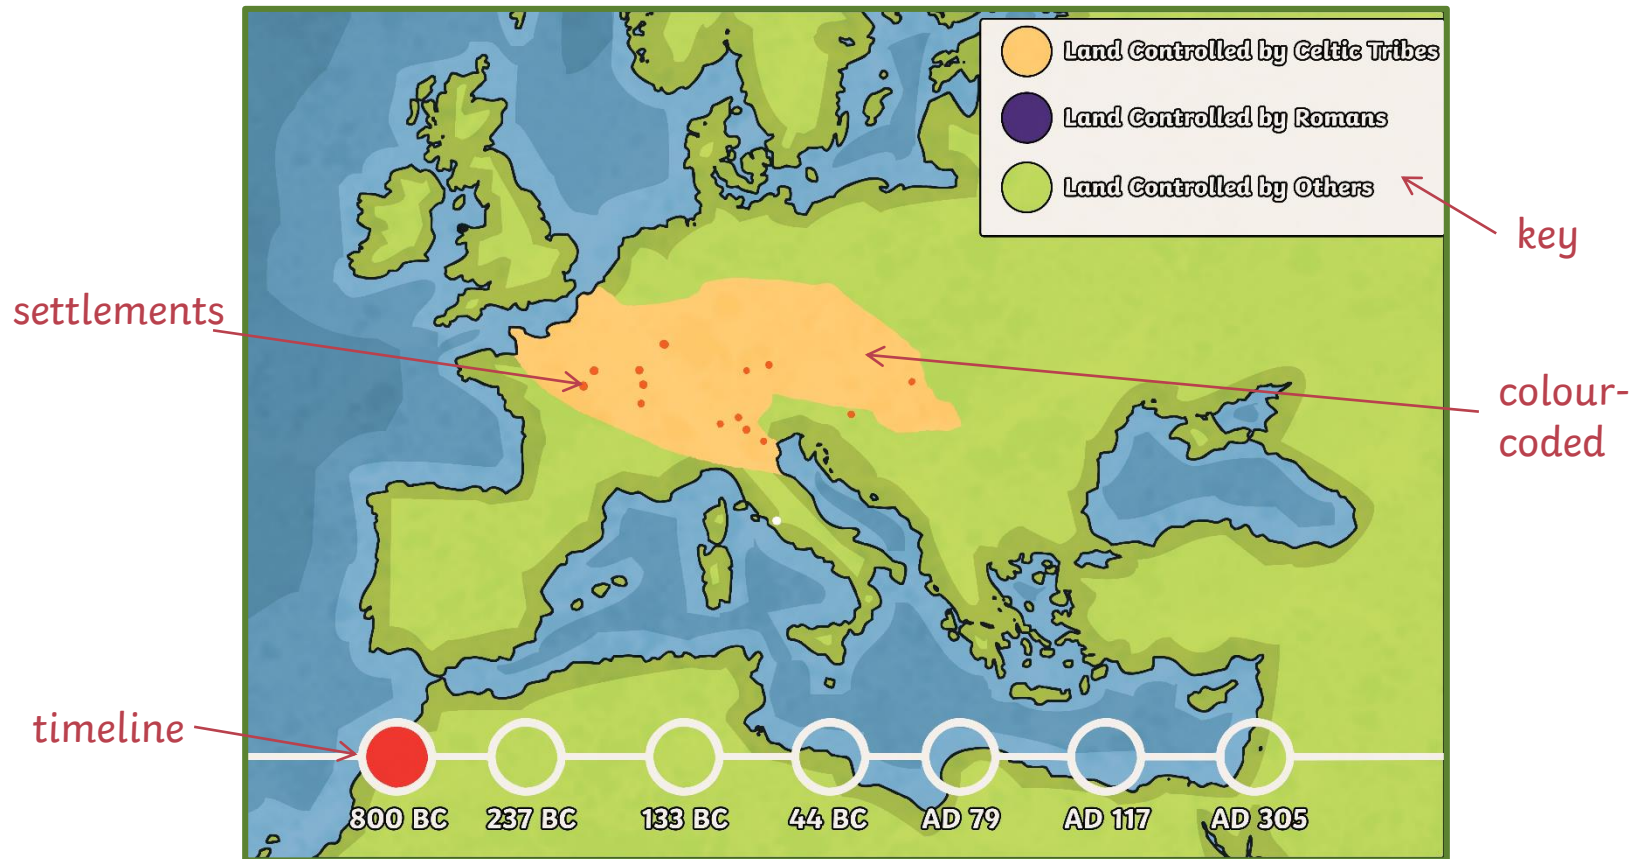 Land Controlled by Celtic Tribes
Land Controlled by Romans
Land Controlled by Others
key
settlements
colour-
coded
timeline
800 BC 237 BC 133 BC 44 BC AD 79 AD 117 AD 305